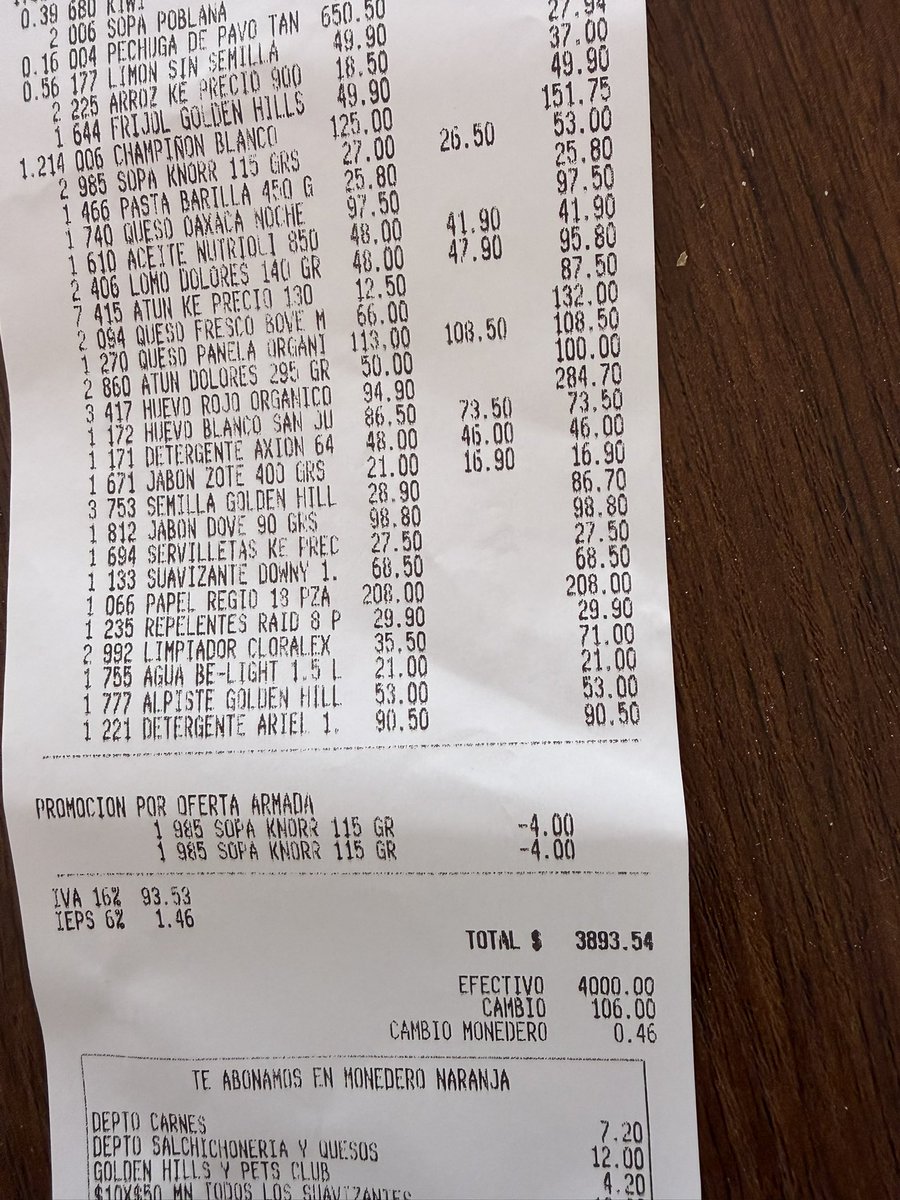 0.39 680 KIWI
2 006 SOPA POBLANA
0.16 004 PECHUGA DE PAVO TAN 650.50
0.56 177 LIMON SIN SEMILLA 49.90 27.94
2 225 ARROZ KE PRECIO 900 18.50 37.00
1 644 FRIJOL GOLDEN HILLS 49.90 49.90
1.214 006 CHAMPIÑON BLANCO 125.00 151.75
2 985 SOPA KNORR 115 GRS 27.00 26.50 53.00
1 466 PASTA BARILLA 450 G 25.80 25.80
1 740 QUESO OAXACA NOCHE 97.50 97.50
1 610 ACEITE NUTRIOLI 850 48.00 41.90 41.90
2 406 LOMO DOLORES 140 GR 48.00 47.90 95.80
7 415 ATUN KE PRECIO 130 12.50 87.50
2 094 QUESO FRESCO BOVE M 66.00 132.00
1 270 QUESO PANELA ORGANI 113.00 108.50 108.50
2 860 ATUN DOLORES 295 GR 50.00 100.00
3 417 HUEVO ROJO ORGANICO 94.90 284.70
1 172 HUEVO BLANCO SAN JU 86.50 73.50 73.50
1 171 DETERGENTE AXION 64 48.00 46.00 46.00
1 671 JABON ZOTE 400 GRS 21.00 16.90 16.90
3 753 SEMILLA GOLDEN HILL 28.90 86.70
1 812 JABON DOVE 90 GRS 98.80 98.80
1 694 SERVILLETAS KE PREC 27.50 27.50
1 133 SUAVIZANTE DOWNY 1. 68.50 68.50
1 066 PAPEL REGIO 18 PZA 208.00 208.00
1 235 REPELENTES RAID 8 P 29.90 29.90
2 992 LIMPIADOR CLORALEX 35.50 71.00
1 755 AGUA BE-LIGHT 1.5 L 21.00 21.00
1 777 ALPISTE GOLDEN HILL 53.00 53.00
1 221 DETERGENTE ARIEL 1. 90.50 90.50
PROMOCION POR OFERTA ARMADA
1 985 SOPA KNORR 115 GR -4.00
1 985 SOPA KNORR 115 GR -4.00
IVA 16% 93.53
IEPS 6% 1.46
TOTAL $ 3893.54
EFECTIVO 4000.00
CAMBIO 106.00
CAMBIO MONEDERO 0.46
TE ABONAMOS EN MONEDERO NARANJA
DEPTO CARNES 7.20
DEPTO SALCHICHONERIA Y QUESOS 12.00
GOLDEN HILLS Y PETS CLUB 4.20
$10X$50 MN TODOS LOS SUAVIZANTES